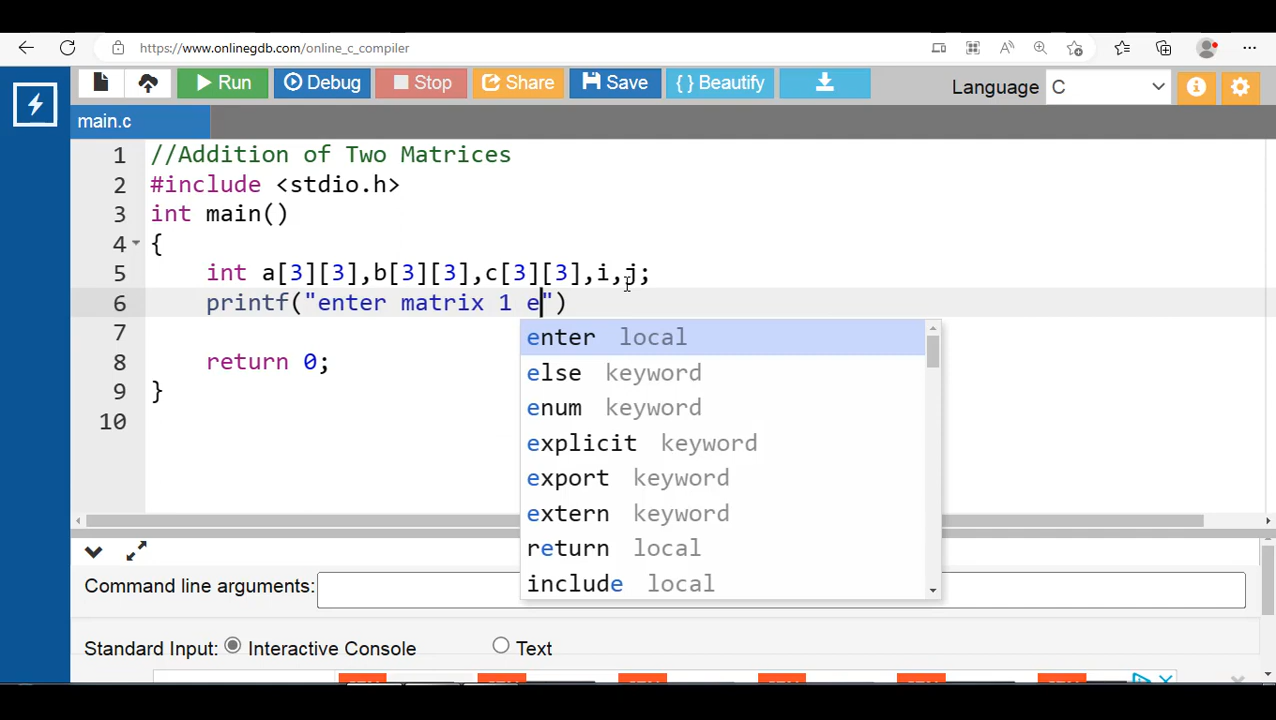 https://www.onlinegdb.com/online_c_compiler
Run Debug Stop Share Save { } Beautify Language C
main.c
1 //Addition of Two Matrices
2 #include <stdio.h>
3 int main()
4 {
5 int a[3][3],b[3][3],c[3][3],i,j;
6 printf("enter matrix 1 e")
7
8 return 0;
9 }
10
enter local
else keyword
enum keyword
explicit keyword
export keyword
extern keyword
return local
include local
Command line arguments:
Standard Input: Interactive Console Text